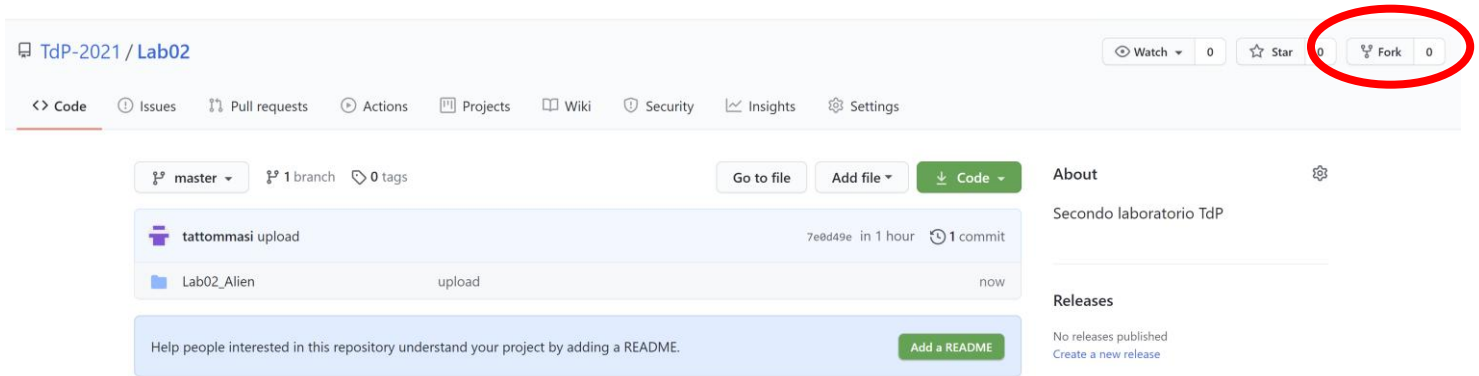 TdP-2021 / Lab02
Watch 0 Star 0 Fork 0
<> Code Issues Pull requests Actions Projects Wiki Security Insights Settings
master 1 branch 0 tags Go to file Add file Code About
Secondo laboratorio TdP
tattommasi upload 7e0d49e in 1 hour 1 commit
Lab02_Alien upload now
Releases
No releases published
Help people interested in this repository understand your project by adding a README. Add a README
Create a new release